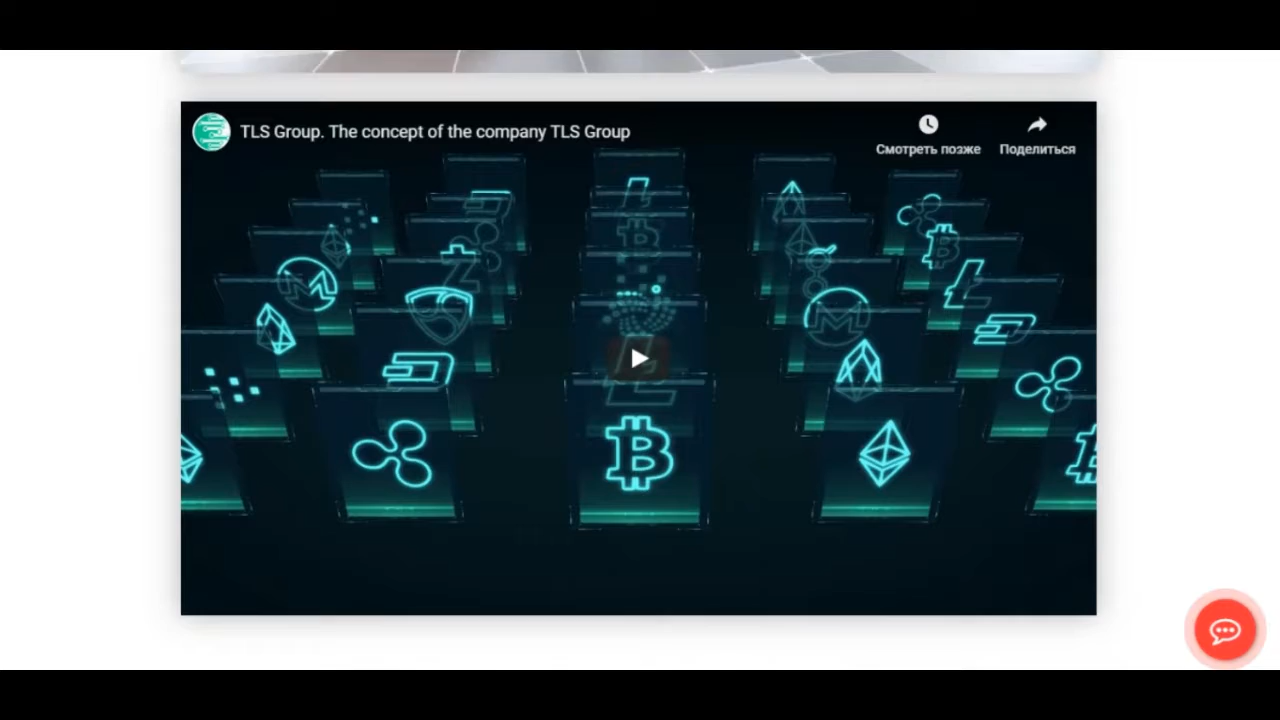 TLS Group. The concept of the company TLS Group
Смотреть позже
Поделиться